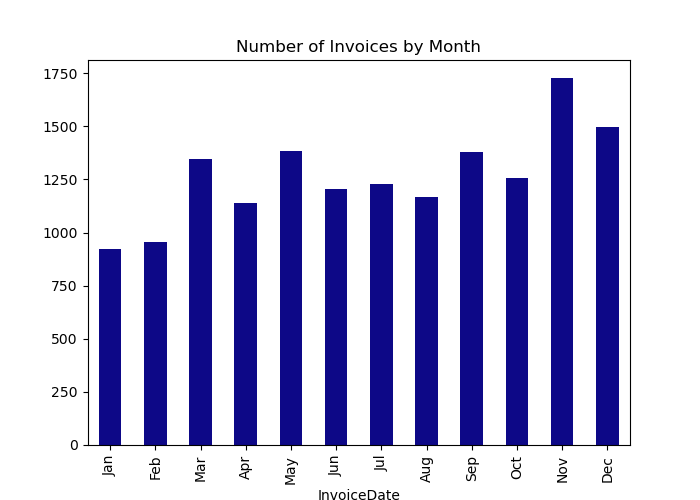 Number of Invoices by Month
1750
1500
1250
1000
750
500
250
0
Jan
Feb
Mar
Apr
May
Jun
Jul
Aug
Sep
Oct
Nov
Dec
InvoiceDate